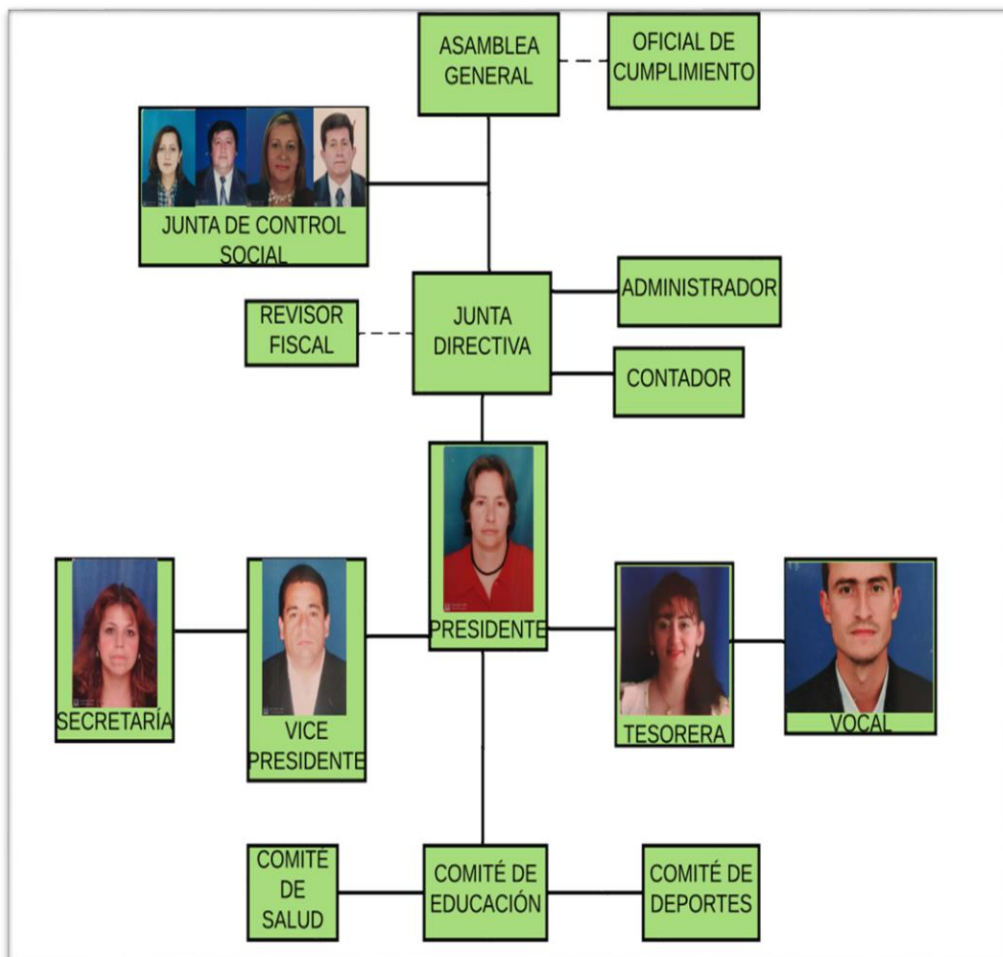 ASAMBLEA
GENERAL
OFICIAL DE
CUMPLIMIENTO
JUNTA DE CONTROL
SOCIAL
REVISOR
FISCAL
JUNTA
DIRECTIVA
ADMINISTRADOR
CONTADOR
PRESIDENTE
SECRETARÍA
VICE
PRESIDENTE
TESORERA
VOCAL
COMITÉ
DE
SALUD
COMITÉ DE
EDUCACIÓN
COMITÉ DE
DEPORTES